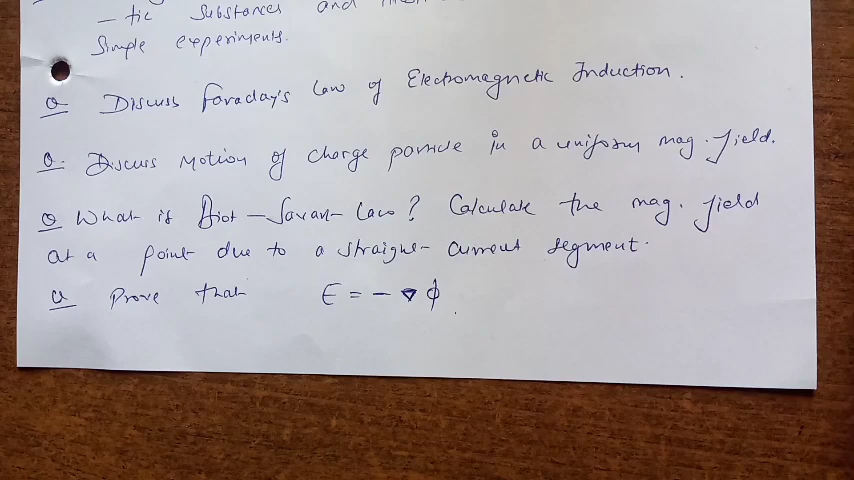 - tic substances and
simple experiments.
Q Discuss Faraday's Law of Electromagnetic Induction.
Q. Discuss Motion of charge particle in a uniform mag. field.
Q What is Biot - Savart Law? Calculate the mag. field
at a point due to a straight current segment.
Q Prove that E = - ∇ φ.